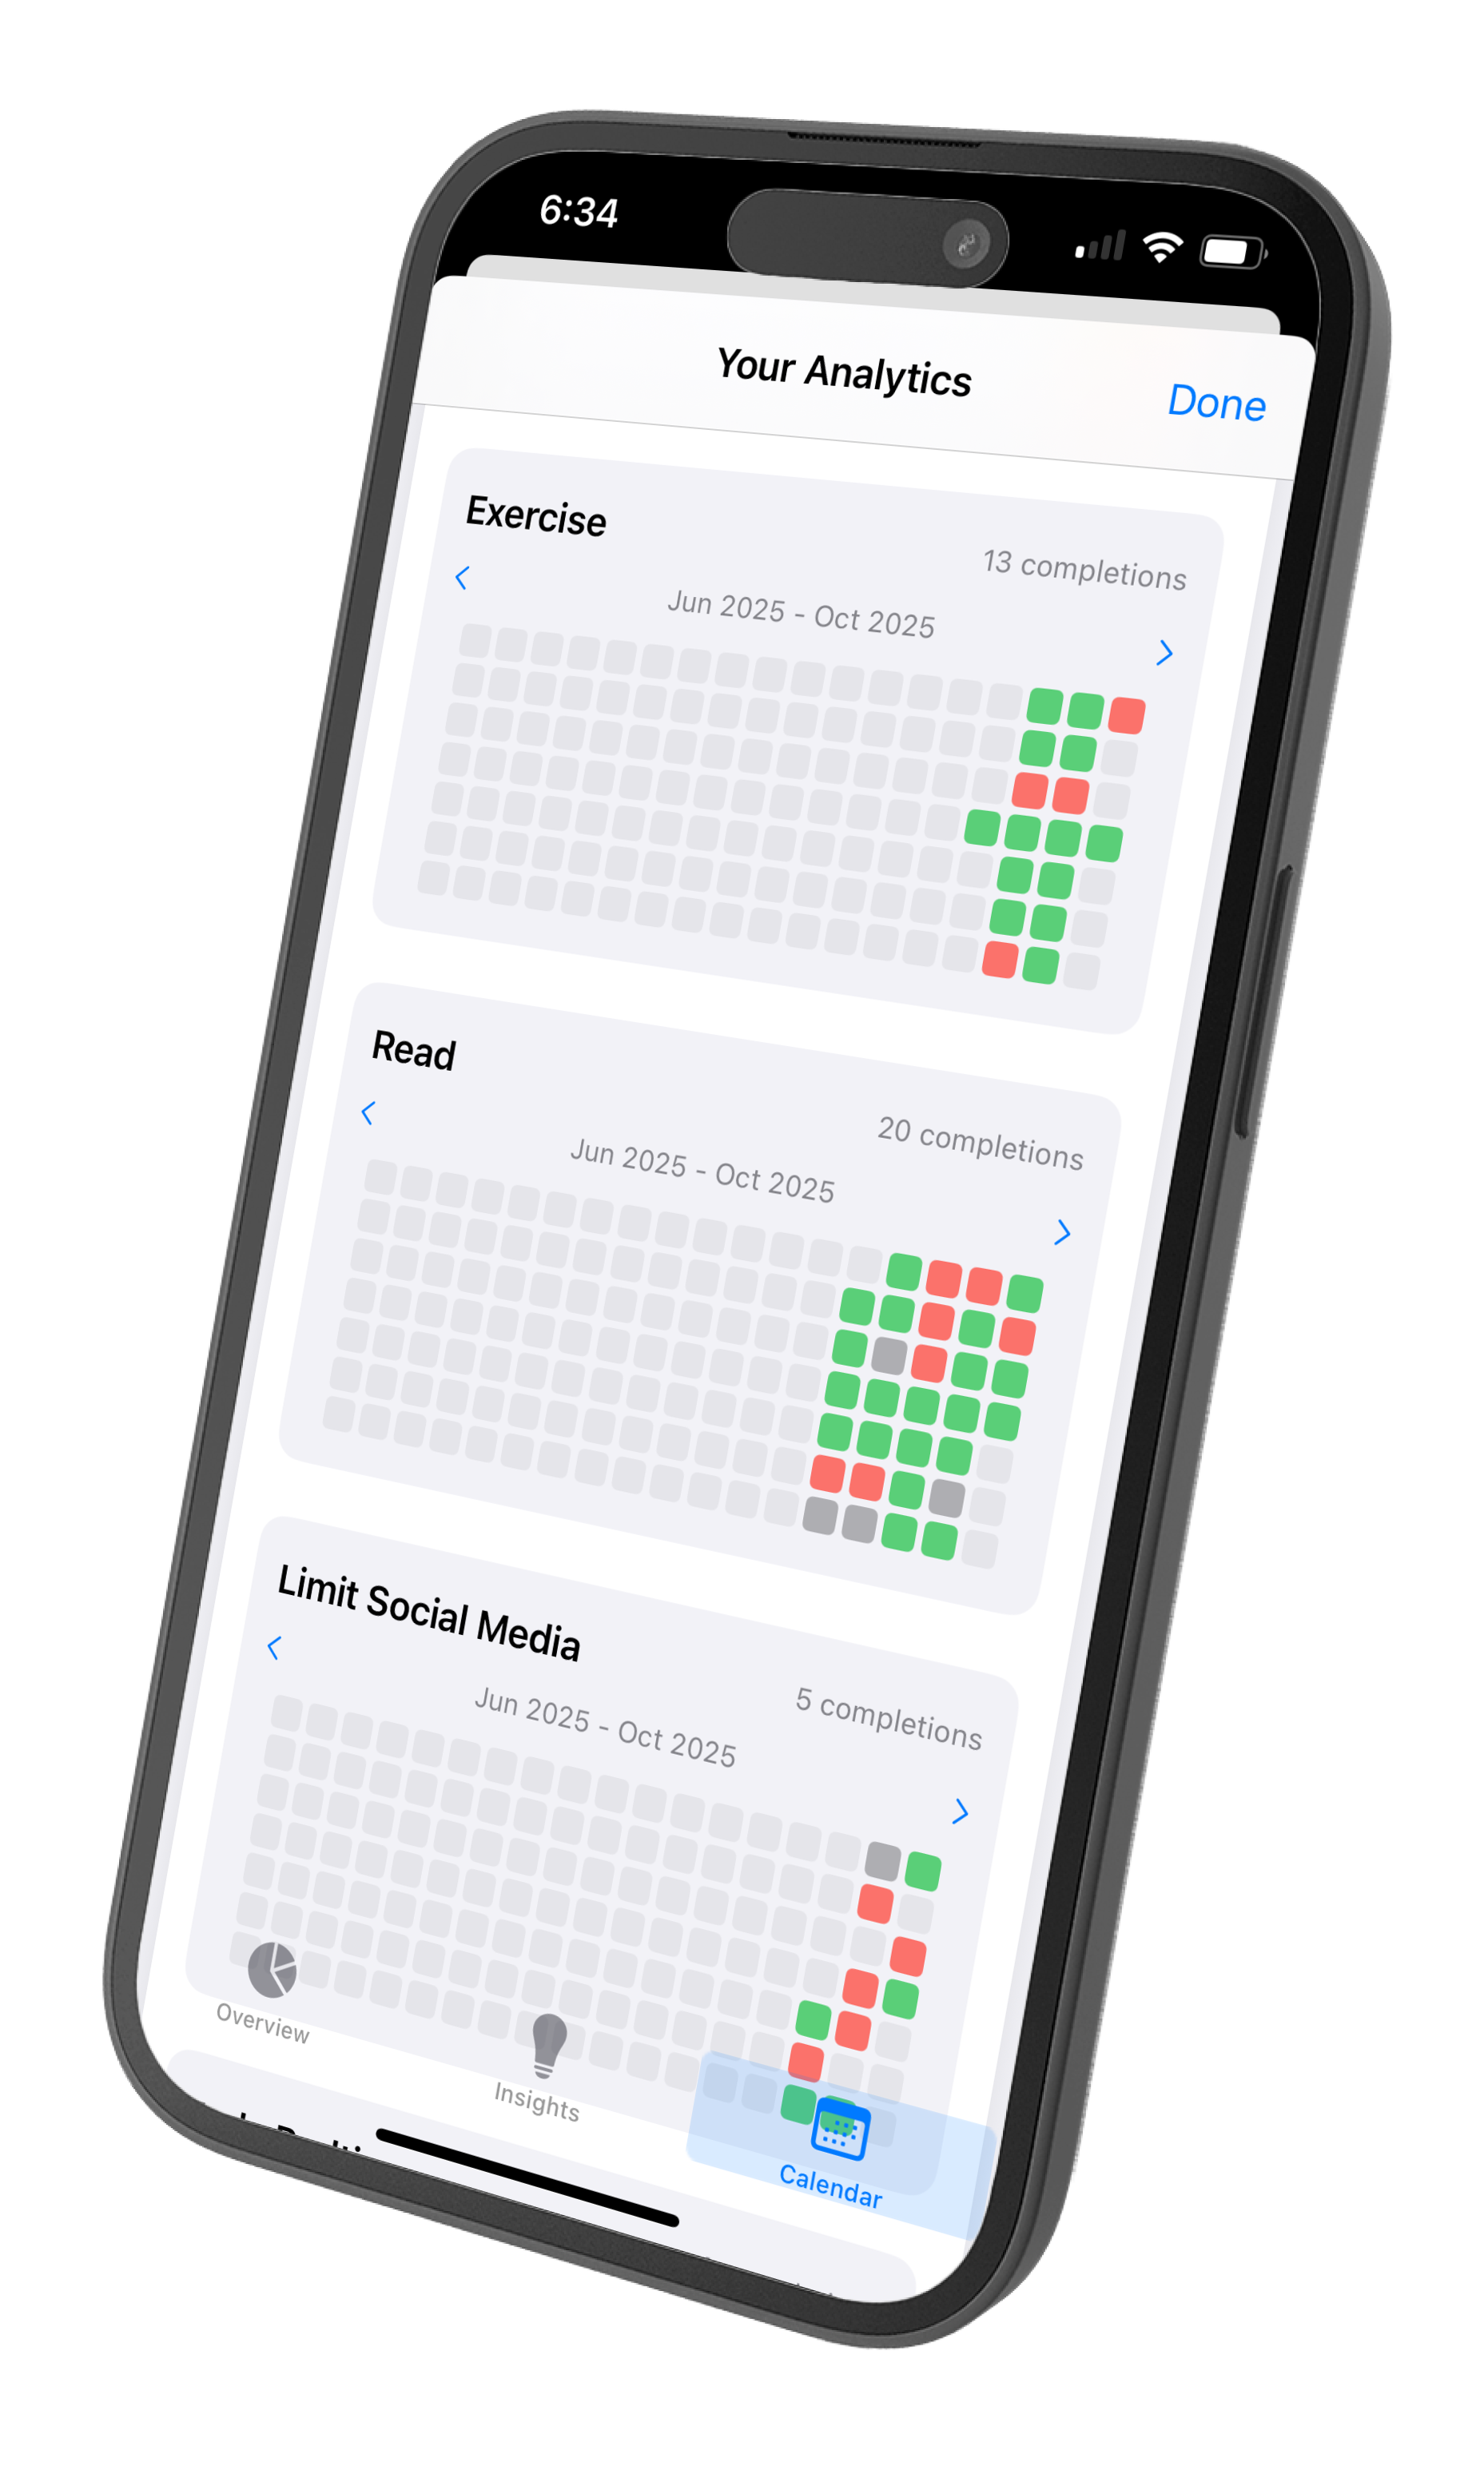 6:34
Your Analytics
Done
Exercise
13 completions
Jun 2025 - Oct 2025
Read
20 completions
Jun 2025 - Oct 2025
Limit Social Media
5 completions
Jun 2025 - Oct 2025
Overview
Insights
Calendar